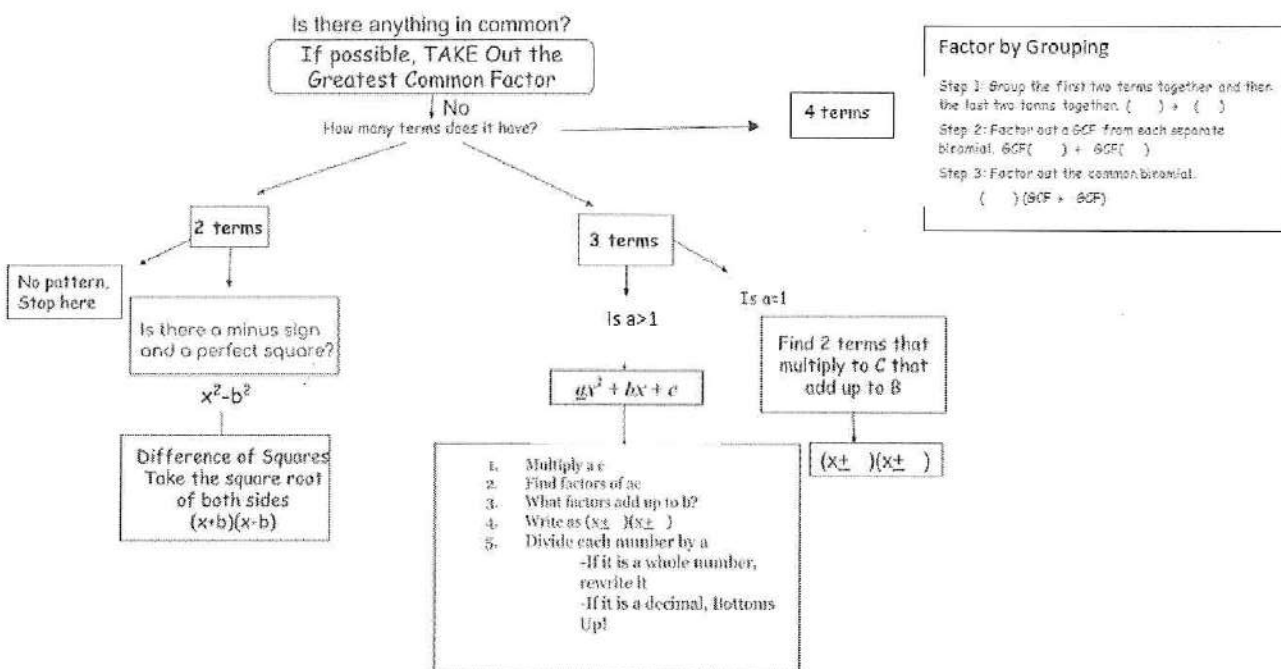 Is there anything in common?
If possible, TAKE Out the
Greatest Common Factor
No
How many terms does it have?
4 terms
Factor by Grouping
Step 1: Group the first two terms together and then
the last two terms together. (    ) + (    )
Step 2: Factor out a GCF from each separate
binomial. GCF(    ) + GCF(    )
Step 3: Factor out the common binomial.
(    )(GCF + GCF)
2 terms
3 terms
No pattern,
Stop here
Is there a minus sign
and a perfect square?
x²-b²
Difference of Squares
Take the square root
of both sides
(x+b)(x-b)
Is a>1
ax² + bx + c
1. Multiply a c
2. Find factors of ac
3. What factors add up to b?
4. Write as (x±  )(x±  )
5. Divide each number by a
-If it is a whole number,
rewrite it
-If it is a decimal, Bottoms
Up!
Is a=1
Find 2 terms that
multiply to C that
add up to B
(x±  )(x±  )